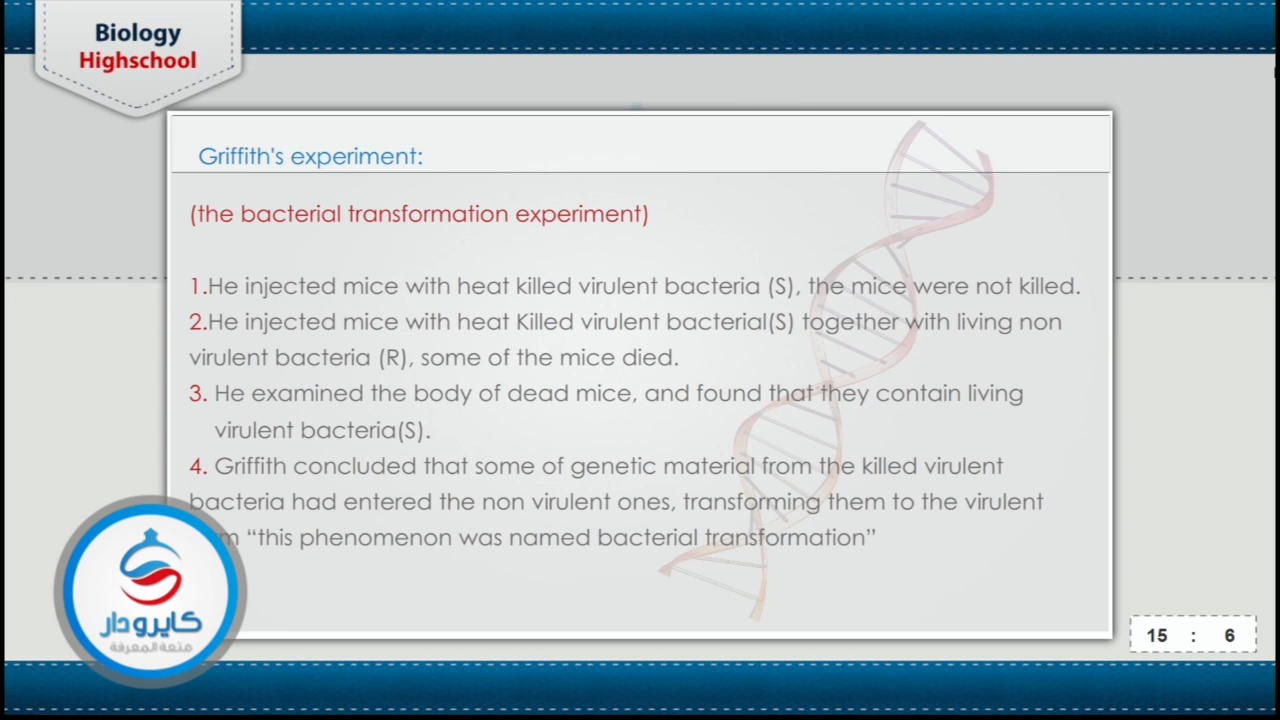 Biology
Highschool
Griffith's experiment:
(the bacterial transformation experiment)
1.He injected mice with heat killed virulent bacteria (S), the mice were not killed.
2.He injected mice with heat Killed virulent bacterial(S) together with living non
virulent bacteria (R), some of the mice died.
3. He examined the body of dead mice, and found that they contain living
virulent bacteria(S).
4. Griffith concluded that some of genetic material from the killed virulent
bacteria had entered the non virulent ones, transforming them to the virulent
“this phenomenon was named bacterial transformation”
كايرودار
متعة المعرفة
15 : 6